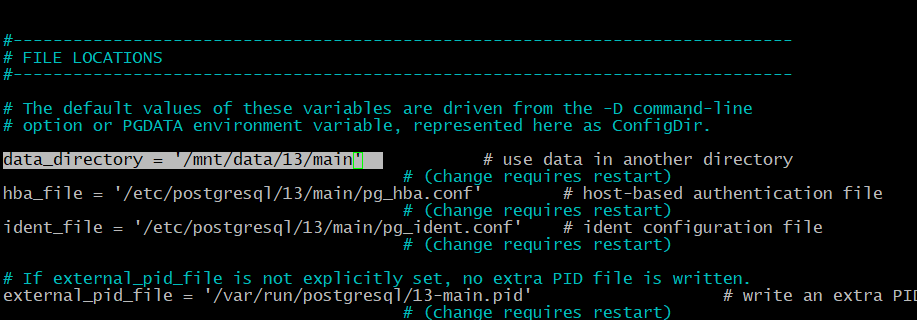 #------------------------------------------------------------------------------
# FILE LOCATIONS
#------------------------------------------------------------------------------
# The default values of these variables are driven from the -D command-line
# option or PGDATA environment variable, represented here as ConfigDir.
data_directory = '/mnt/data/13/main' # use data in another directory
# (change requires restart)
hba_file = '/etc/postgresql/13/main/pg_hba.conf' # host-based authentication file
# (change requires restart)
ident_file = '/etc/postgresql/13/main/pg_ident.conf' # ident configuration file
# (change requires restart)
# If external_pid_file is not explicitly set, no extra PID file is written.
external_pid_file = '/var/run/postgresql/13-main.pid' # write an extra PID
# (change requires restart)